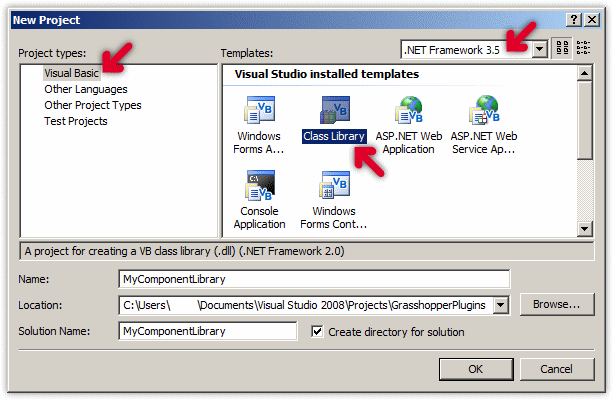 New Project
Project types:
Templates:
.NET Framework 3.5
Visual Basic
Other Languages
Other Project Types
Test Projects
Visual Studio installed templates
Windows Forms A...
Class Library
ASP.NET Web Application
ASP.NET Web Service Ap...
Console Application
Windows Forms Cont...
A project for creating a VB class library (.dll) (.NET Framework 2.0)
Name:
MyComponentLibrary
Location:
C:\Users\ \Documents\Visual Studio 2008\Projects\GrasshopperPlugins
Browse...
Solution Name:
MyComponentLibrary
Create directory for solution
OK
Cancel